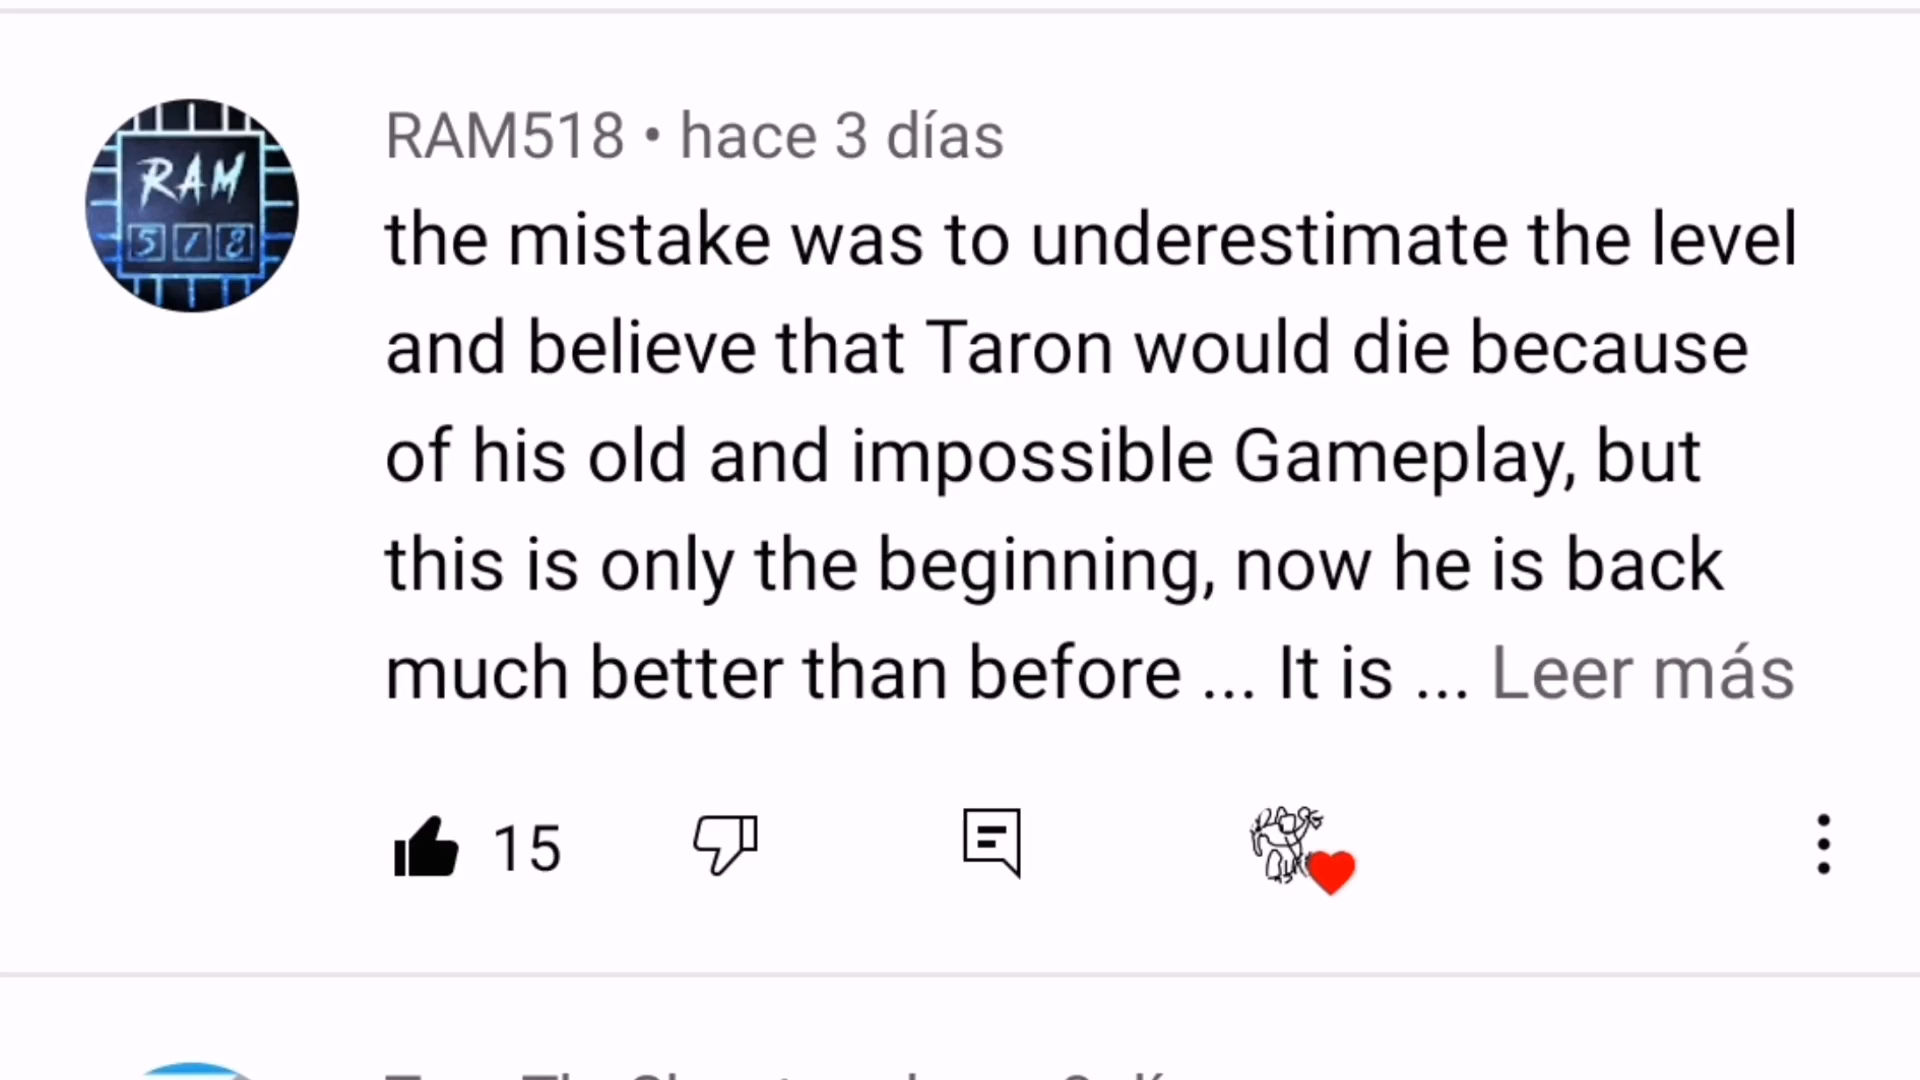 RAM
518
RAM518 • hace 3 días
the mistake was to underestimate the level
and believe that Taron would die because
of his old and impossible Gameplay, but
this is only the beginning, now he is back
much better than before ... It is ... Leer más
15